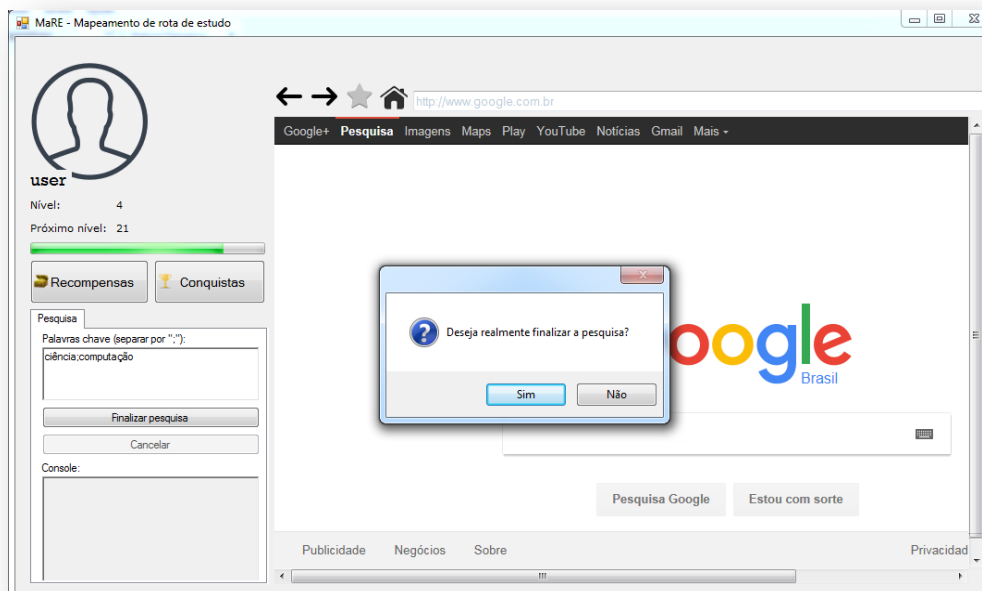 MaRE - Mapeamento de rota de estudo
user
Nível: 4
Próximo nível: 21
Recompensas Conquistas
Pesquisa
Palavras chave (separar por ";"):
ciência;computação
Finalizar pesquisa
Cancelar
Console:
http://www.google.com.br
Google+ Pesquisa Imagens Maps Play YouTube Notícias Gmail Mais
Deseja realmente finalizar a pesquisa?
Sim Não
oogle
Brasil
Pesquisa Google Estou com sorte
Publicidade Negócios Sobre Privacidad